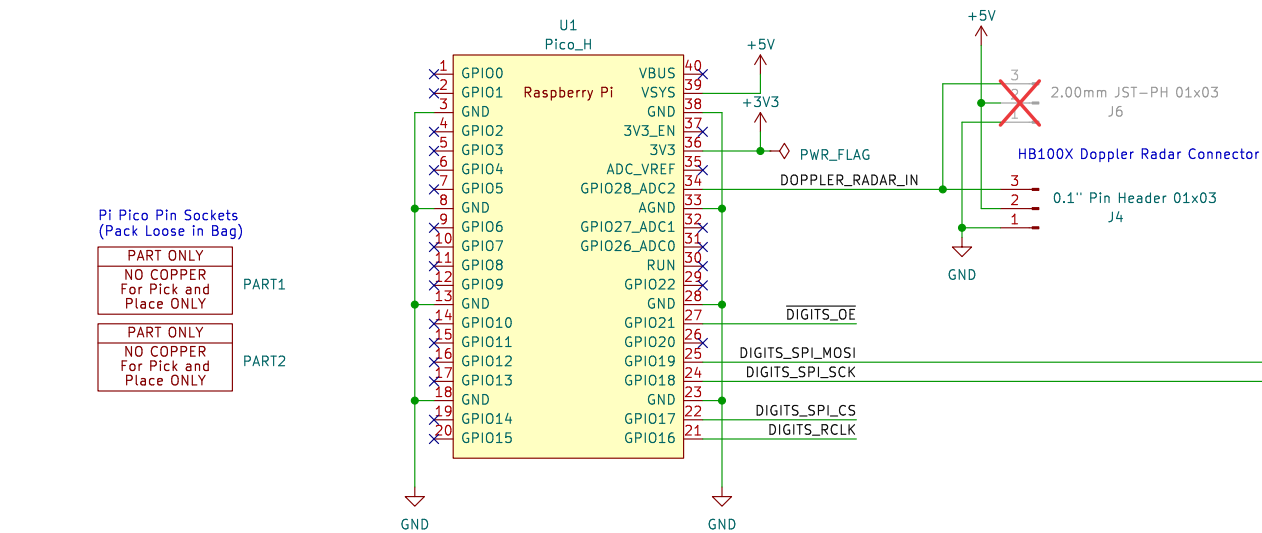 U1
Pico_H
Raspberry Pi
1 GPIO0
2 GPIO1
3 GND
4 GPIO2
5 GPIO3
6 GPIO4
7 GPIO5
8 GND
9 GPIO6
10 GPIO7
11 GPIO8
12 GPIO9
13 GND
14 GPIO10
15 GPIO11
16 GPIO12
17 GPIO13
18 GND
19 GPIO14
20 GPIO15
VBUS 40
VSYS 39
GND 38
3V3_EN 37
3V3 36
ADC_VREF 35
GPIO28_ADC2 34
AGND 33
GPIO27_ADC1 32
GPIO26_ADC0 31
RUN 30
GPIO22 29
GND 28
GPIO21 27
GPIO20 26
GPIO19 25
GPIO18 24
GND 23
GPIO17 22
GPIO16 21
GND
GND
+5V
+3V3
PWR_FLAG
DOPPLER_RADAR_IN
DIGITS_OE
DIGITS_SPI_MOSI
DIGITS_SPI_SCK
DIGITS_SPI_CS
DIGITS_RCLK
+5V
3
2
1
2.00mm JST-PH 01x03
J6
HB100X Doppler Radar Connector
3
2
1
0.1" Pin Header 01x03
J4
GND
Pi Pico Pin Sockets
(Pack Loose in Bag)
PART ONLY
NO COPPER
For Pick and
Place ONLY
PART1
PART ONLY
NO COPPER
For Pick and
Place ONLY
PART2